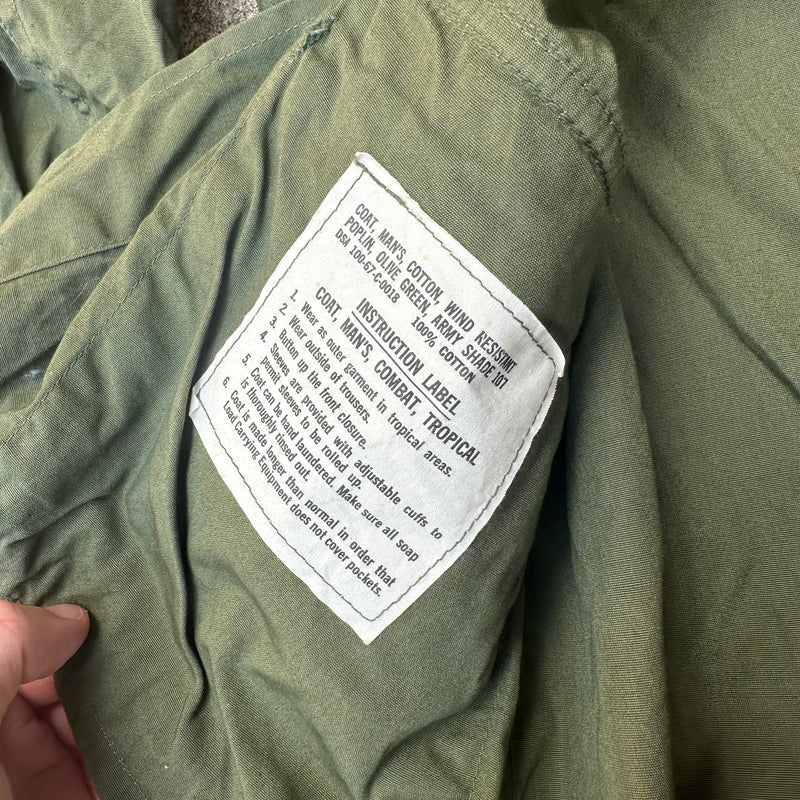 COAT, MAN'S, COTTON, WIND RESISTANT
POPLIN, OLIVE GREEN, ARMY SHADE 107
DSA 100-67-C-0018 100% COTTON
INSTRUCTION LABEL
COAT, MAN'S, COMBAT, TROPICAL
1. Wear as outer garment in tropical areas.
2. Wear outside of trousers.
3. Button up the front closure.
4. Sleeves are provided with adjustable cuffs to
permit sleeves to be rolled up.
5. Coat can be hand laundered. Make sure all soap
is thoroughly rinsed out.
6. Coat is made longer than normal in order that
Load Carrying Equipment does not cover pockets.